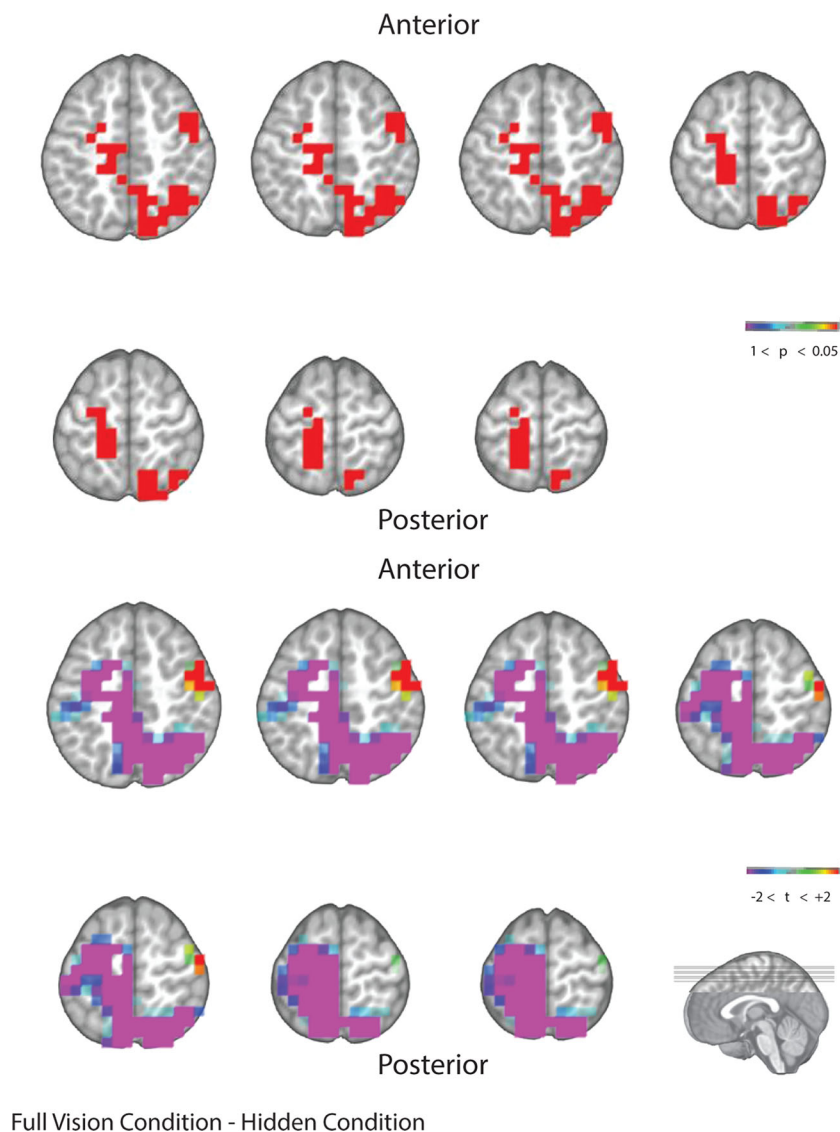 Anterior
1 < p < 0.05
Posterior
Anterior
-2 < t < +2
Posterior
Full Vision Condition - Hidden Condition